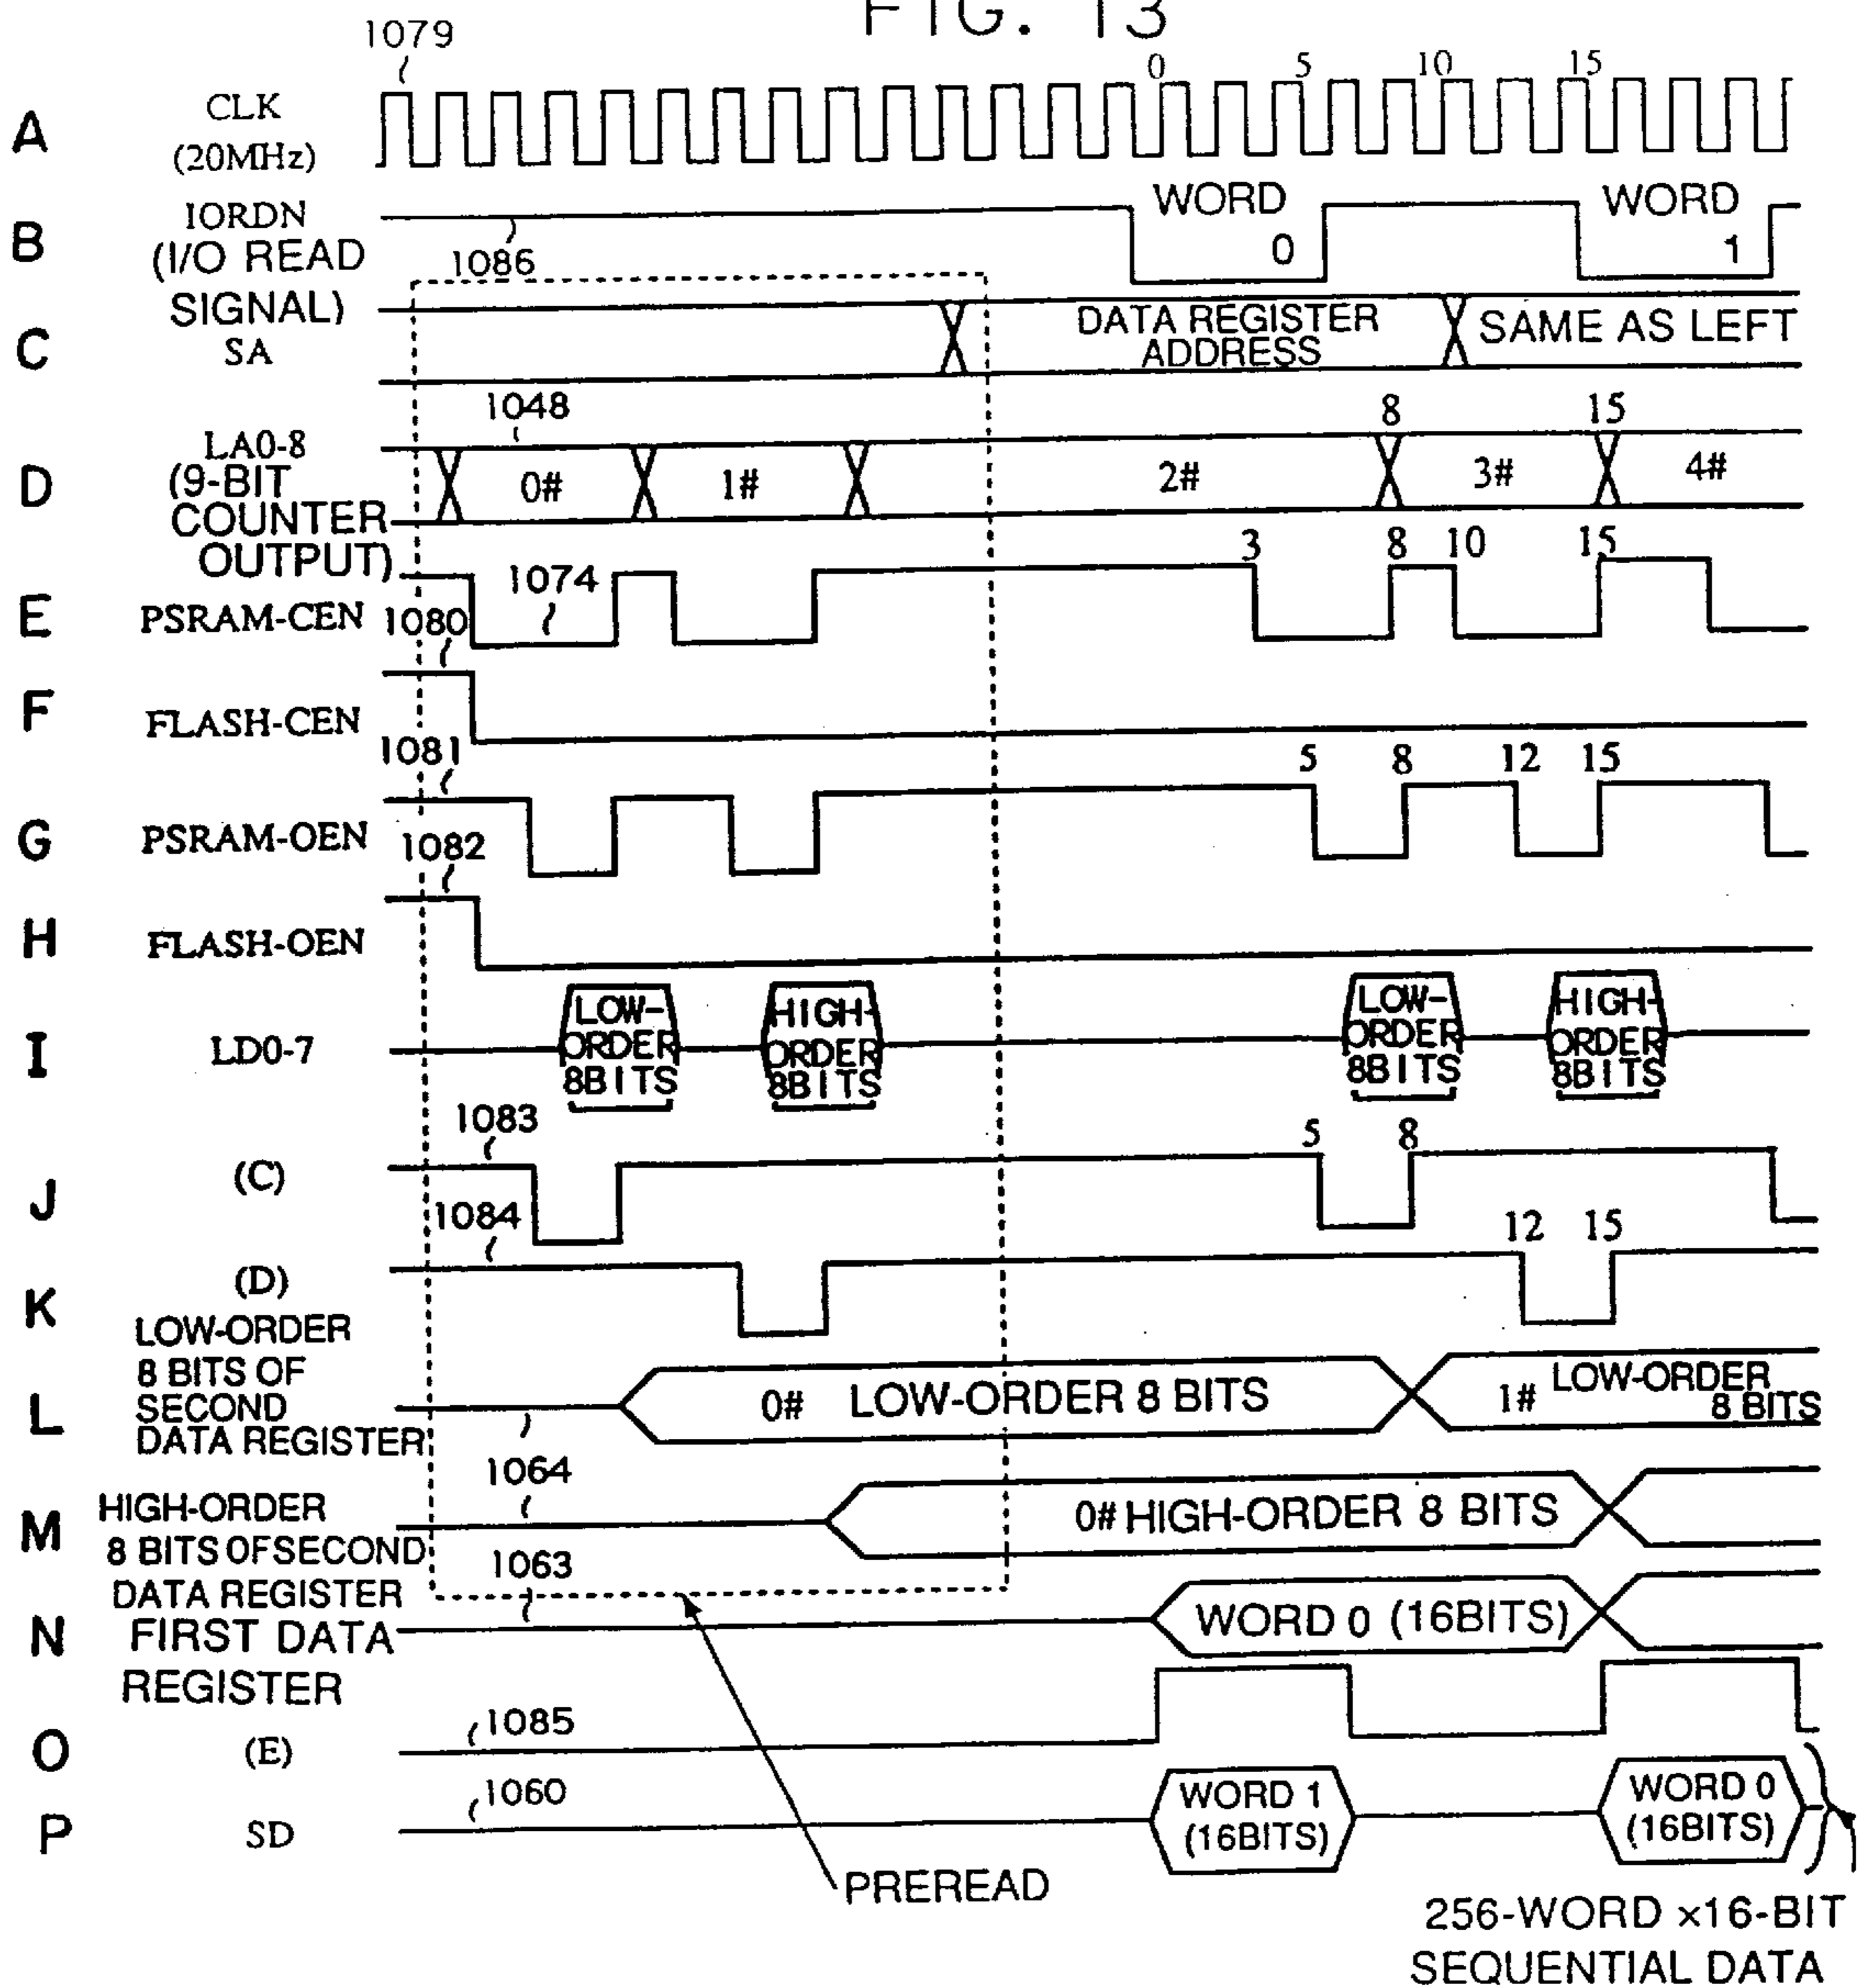 FIG. 13
1079
0 5 10 15
A CLK
(20MHz)
B IORDN
(I/O READ
SIGNAL)
1086
WORD
0
WORD
1
C SA
DATA REGISTER
ADDRESS
SAME AS LEFT
1048
8 15
D LA0-8
(9-BIT
COUNTER
OUTPUT)
0# 1# 2# 3# 4#
3 8 10 15
E PSRAM-CEN
1074
1080
F FLASH-CEN
1081
5 8 12 15
G PSRAM-OEN
1082
H FLASH-OEN
I LD0-7
LOW-
ORDER
8BITS
HIGH-
ORDER
8BITS
LOW-
ORDER
8BITS
HIGH-
ORDER
8BITS
1083
5 8
J (C)
1084
12 15
K (D)
L LOW-ORDER
8 BITS OF
SECOND
DATA REGISTER
0# LOW-ORDER 8 BITS
1# LOW-ORDER
8 BITS
1064
M HIGH-ORDER
8 BITS OFSECOND
DATA REGISTER
0# HIGH-ORDER 8 BITS
1063
N FIRST DATA
REGISTER
WORD 0 (16BITS)
O (E)
1085
P SD
1060
WORD 1
(16BITS)
WORD 0
(16BITS)
PREREAD
256-WORD ×16-BIT
SEQUENTIAL DATA